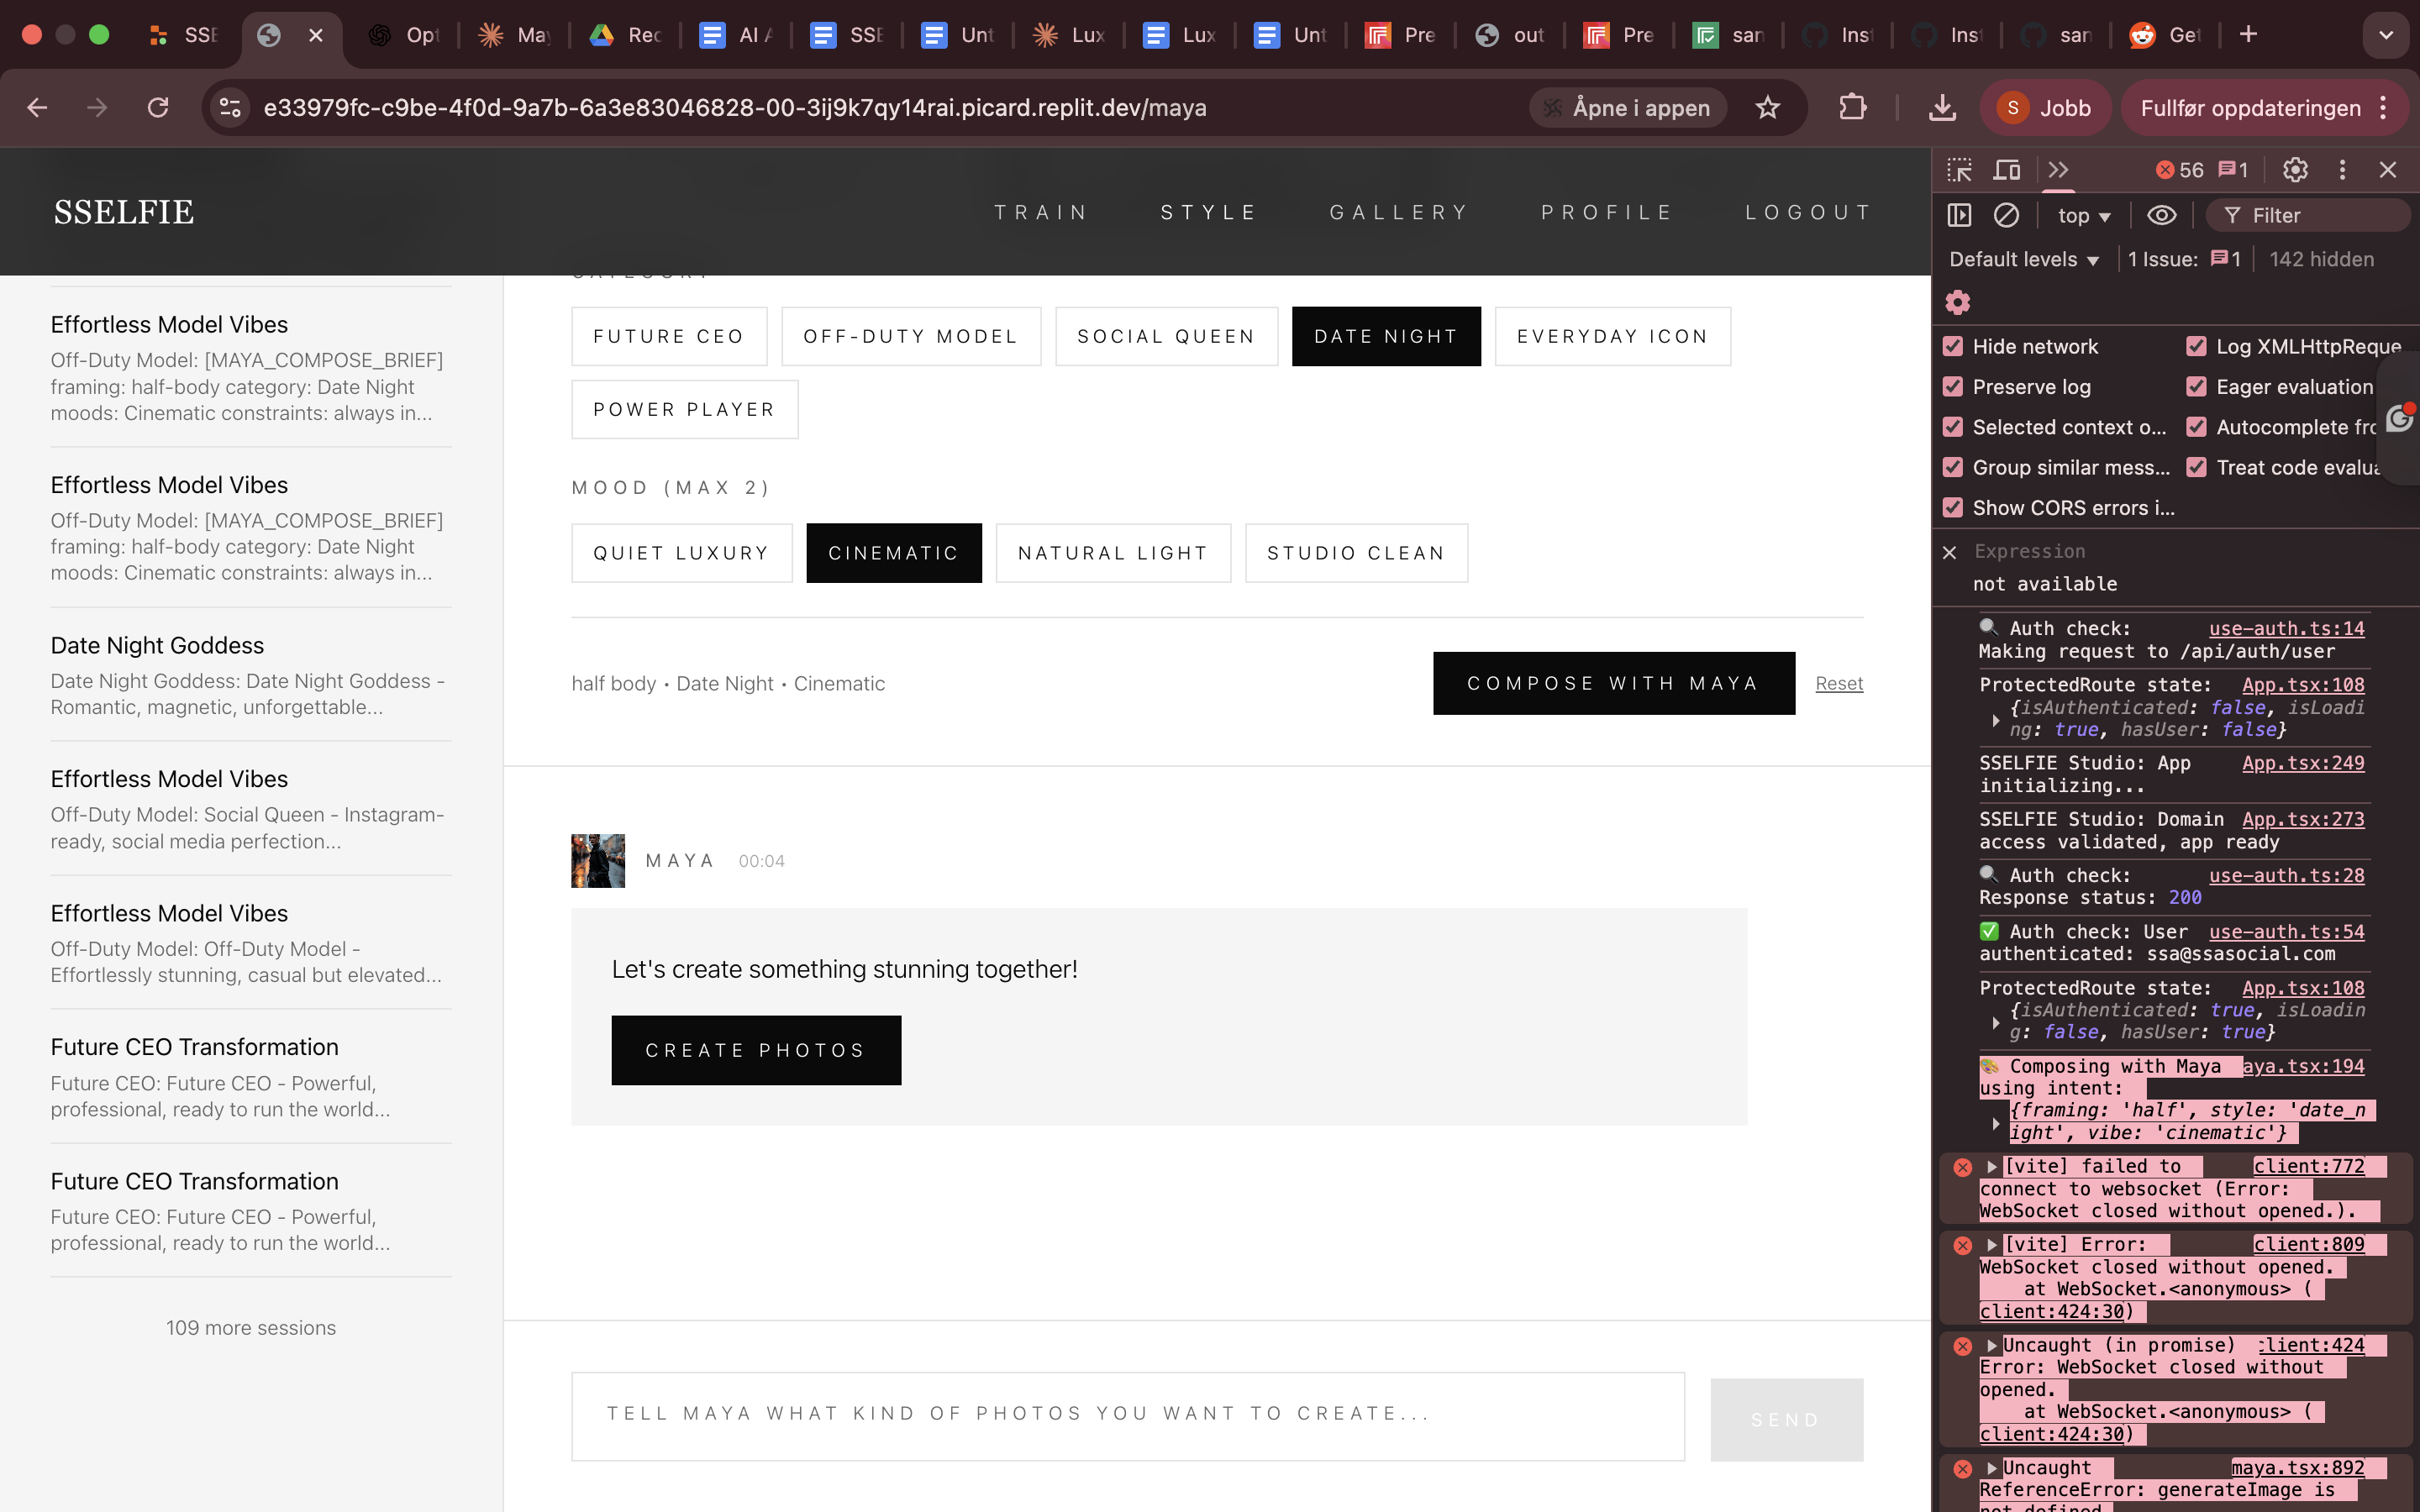 SSE
Opt
May
Rec
AI A
SSE
Unt
Lux
Lux
Unt
Pre
out
Pre
san
Inst
Inst
san
Get
e33979fc-c9be-4f0d-9a7b-6a3e83046828-00-3ij9k7qy14rai.picard.replit.dev/maya
Åpne i appen
S Jobb
Fullfør oppdateringen
SSELFIE
TRAIN
STYLE
GALLERY
PROFILE
LOGOUT
Effortless Model Vibes
Off-Duty Model: [MAYA_COMPOSE_BRIEF]
framing: half-body category: Date Night
moods: Cinematic constraints: always in...
Effortless Model Vibes
Off-Duty Model: [MAYA_COMPOSE_BRIEF]
framing: half-body category: Date Night
moods: Cinematic constraints: always in...
Date Night Goddess
Date Night Goddess: Date Night Goddess -
Romantic, magnetic, unforgettable...
Effortless Model Vibes
Off-Duty Model: Social Queen - Instagram-
ready, social media perfection...
Effortless Model Vibes
Off-Duty Model: Off-Duty Model -
Effortlessly stunning, casual but elevated...
Future CEO Transformation
Future CEO: Future CEO - Powerful,
professional, ready to run the world...
Future CEO Transformation
Future CEO: Future CEO - Powerful,
professional, ready to run the world...
109 more sessions
CATEGORY
FUTURE CEO
OFF-DUTY MODEL
SOCIAL QUEEN
DATE NIGHT
EVERYDAY ICON
POWER PLAYER
MOOD (MAX 2)
QUIET LUXURY
CINEMATIC
NATURAL LIGHT
STUDIO CLEAN
half body • Date Night • Cinematic
COMPOSE WITH MAYA
Reset
MAYA 00:04
Let's create something stunning together!
CREATE PHOTOS
TELL MAYA WHAT KIND OF PHOTOS YOU WANT TO CREATE...
SEND
56
1
top
Filter
Default levels
1 Issue: 1
142 hidden
Hide network
Log XMLHttpReque
Preserve log
Eager evaluation
Selected context o...
Autocomplete fro
Group similar mess...
Treat code evalua
Show CORS errors i...
Expression
not available
Auth check: use-auth.ts:14
Making request to /api/auth/user
ProtectedRoute state: App.tsx:108
{isAuthenticated: false, isLoadi
ng: true, hasUser: false}
SSELFIE Studio: App App.tsx:249
initializing...
SSELFIE Studio: Domain App.tsx:273
access validated, app ready
Auth check: use-auth.ts:28
Response status: 200
Auth check: User use-auth.ts:54
authenticated: ssa@ssasocial.com
ProtectedRoute state: App.tsx:108
{isAuthenticated: true, isLoadin
g: false, hasUser: true}
Composing with Maya aya.tsx:194
using intent:
{framing: 'half', style: 'date_n
ight', vibe: 'cinematic'}
[vite] failed to client:772
connect to websocket (Error:
WebSocket closed without opened.).
[vite] Error: client:809
WebSocket closed without opened.
at WebSocket.<anonymous> (
client:424:30)
Uncaught (in promise) client:424
Error: WebSocket closed without
opened.
at WebSocket.<anonymous> (
client:424:30)
Uncaught maya.tsx:892
ReferenceError: generateImage is
not defined